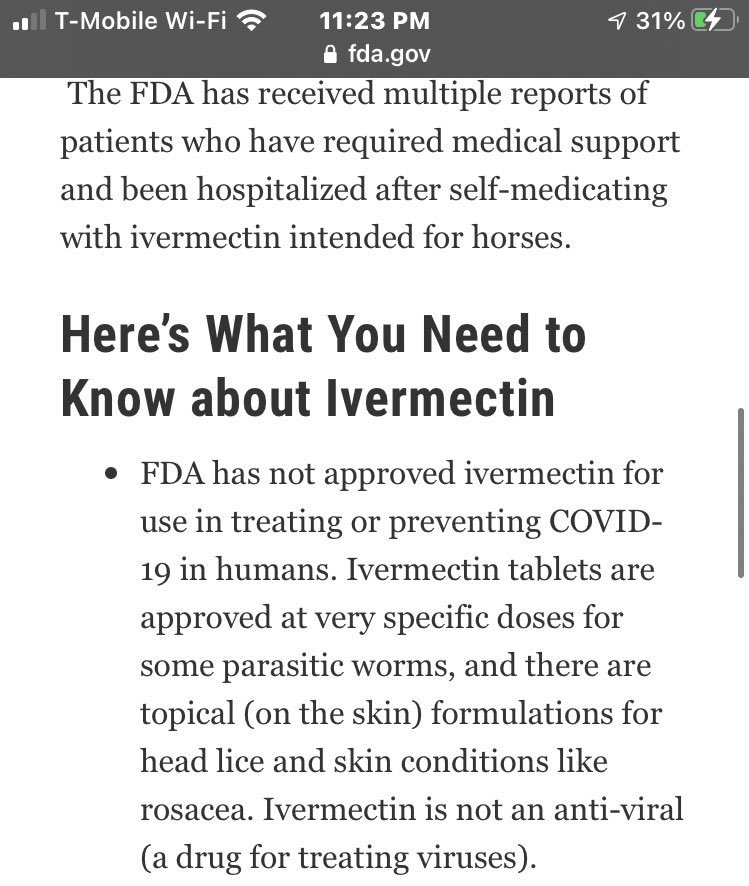 T-Mobile Wi-Fi 11:23 PM 31%
fda.gov
The FDA has received multiple reports of
patients who have required medical support
and been hospitalized after self-medicating
with ivermectin intended for horses.
Here’s What You Need to
Know about Ivermectin
• FDA has not approved ivermectin for
use in treating or preventing COVID-
19 in humans. Ivermectin tablets are
approved at very specific doses for
some parasitic worms, and there are
topical (on the skin) formulations for
head lice and skin conditions like
rosacea. Ivermectin is not an anti-viral
(a drug for treating viruses).